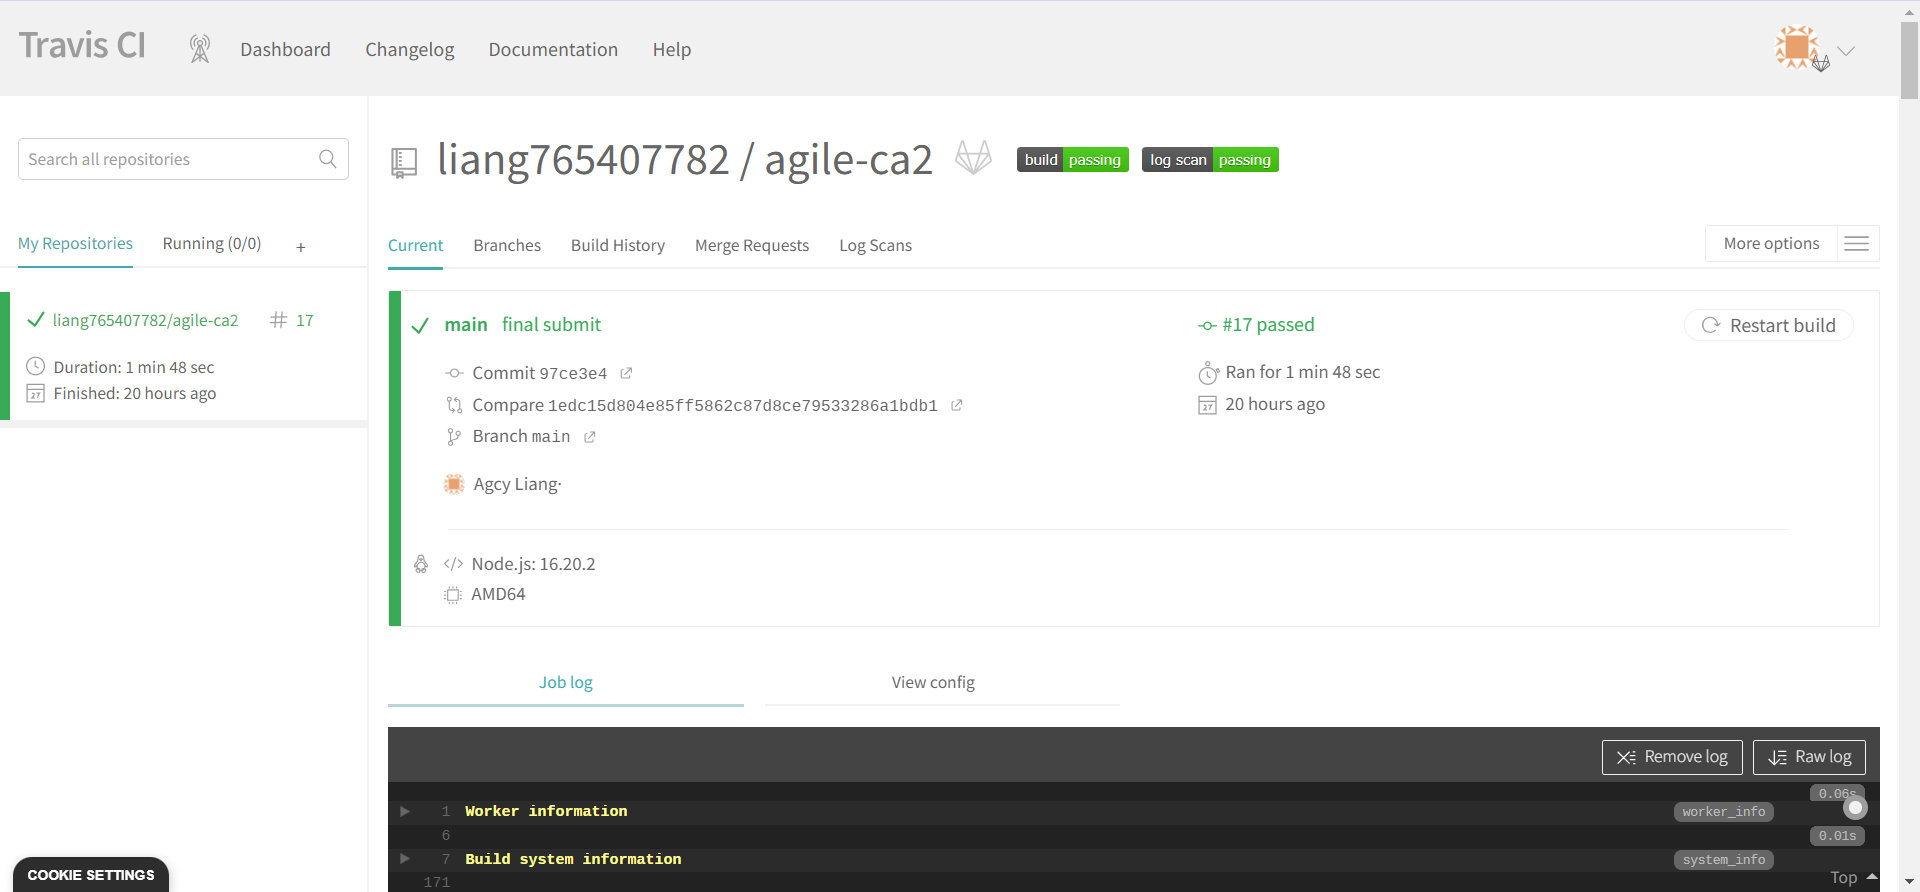 Travis CI
Dashboard
Changelog
Documentation
Help
Search all repositories
My Repositories
Running (0/0)
+
liang765407782/agile-ca2
# 17
Duration: 1 min 48 sec
27 Finished: 20 hours ago
liang765407782 / agile-ca2
build passing
log scan passing
Current
Branches
Build History
Merge Requests
Log Scans
More options
main final submit
#17 passed
Restart build
Commit 97ce3e4
Ran for 1 min 48 sec
Compare 1edc15d804e85ff5862c87d8ce79533286a1bdb1
27 20 hours ago
Branch main
Agcy Liang·
</> Node.js: 16.20.2
AMD64
Job log
View config
Remove log
Raw log
0.06s
1 Worker information
worker_info
6
0.01s
7 Build system information
system_info
171
Top
COOKIE SETTINGS